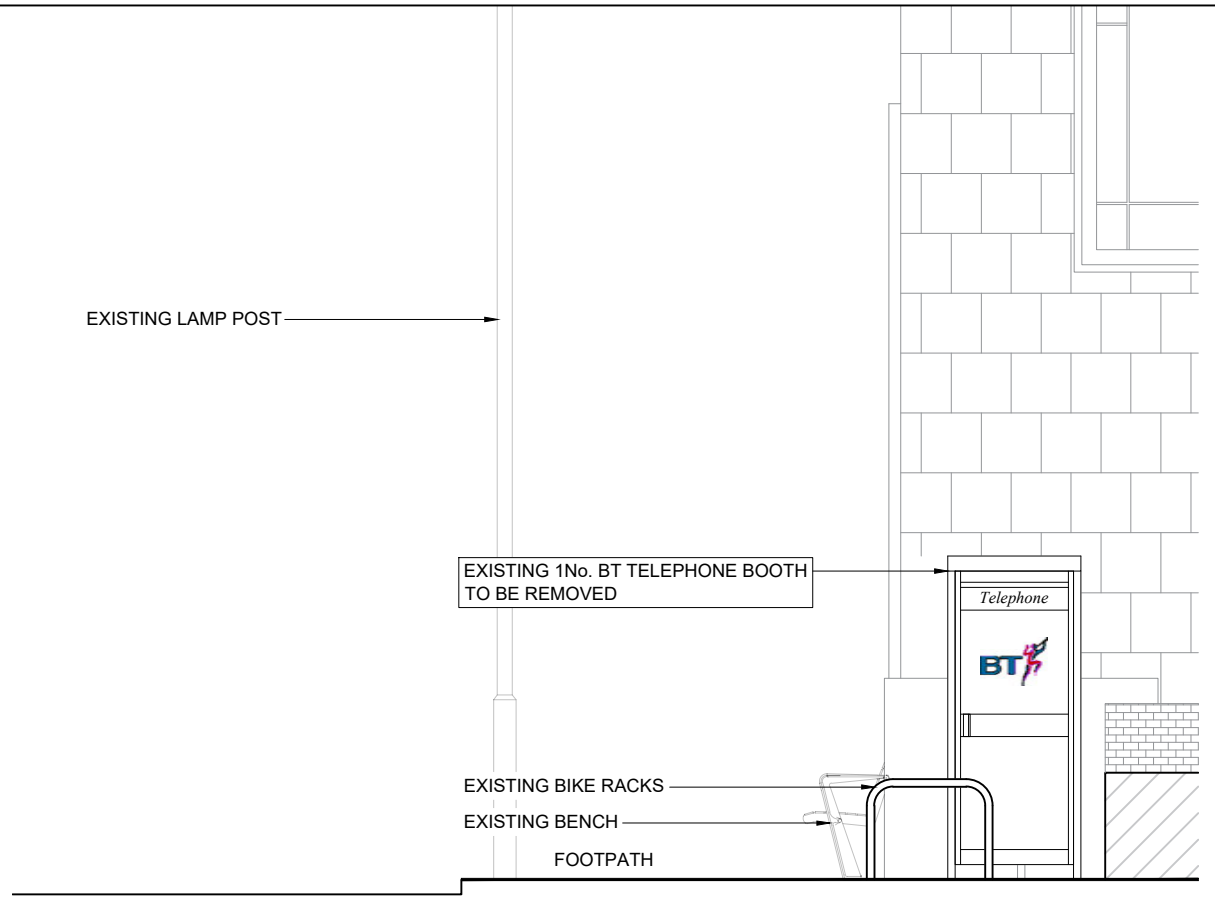 EXISTING LAMP POST
EXISTING 1No. BT TELEPHONE BOOTH
TO BE REMOVED
Telephone
BT
EXISTING BIKE RACKS
EXISTING BENCH
FOOTPATH